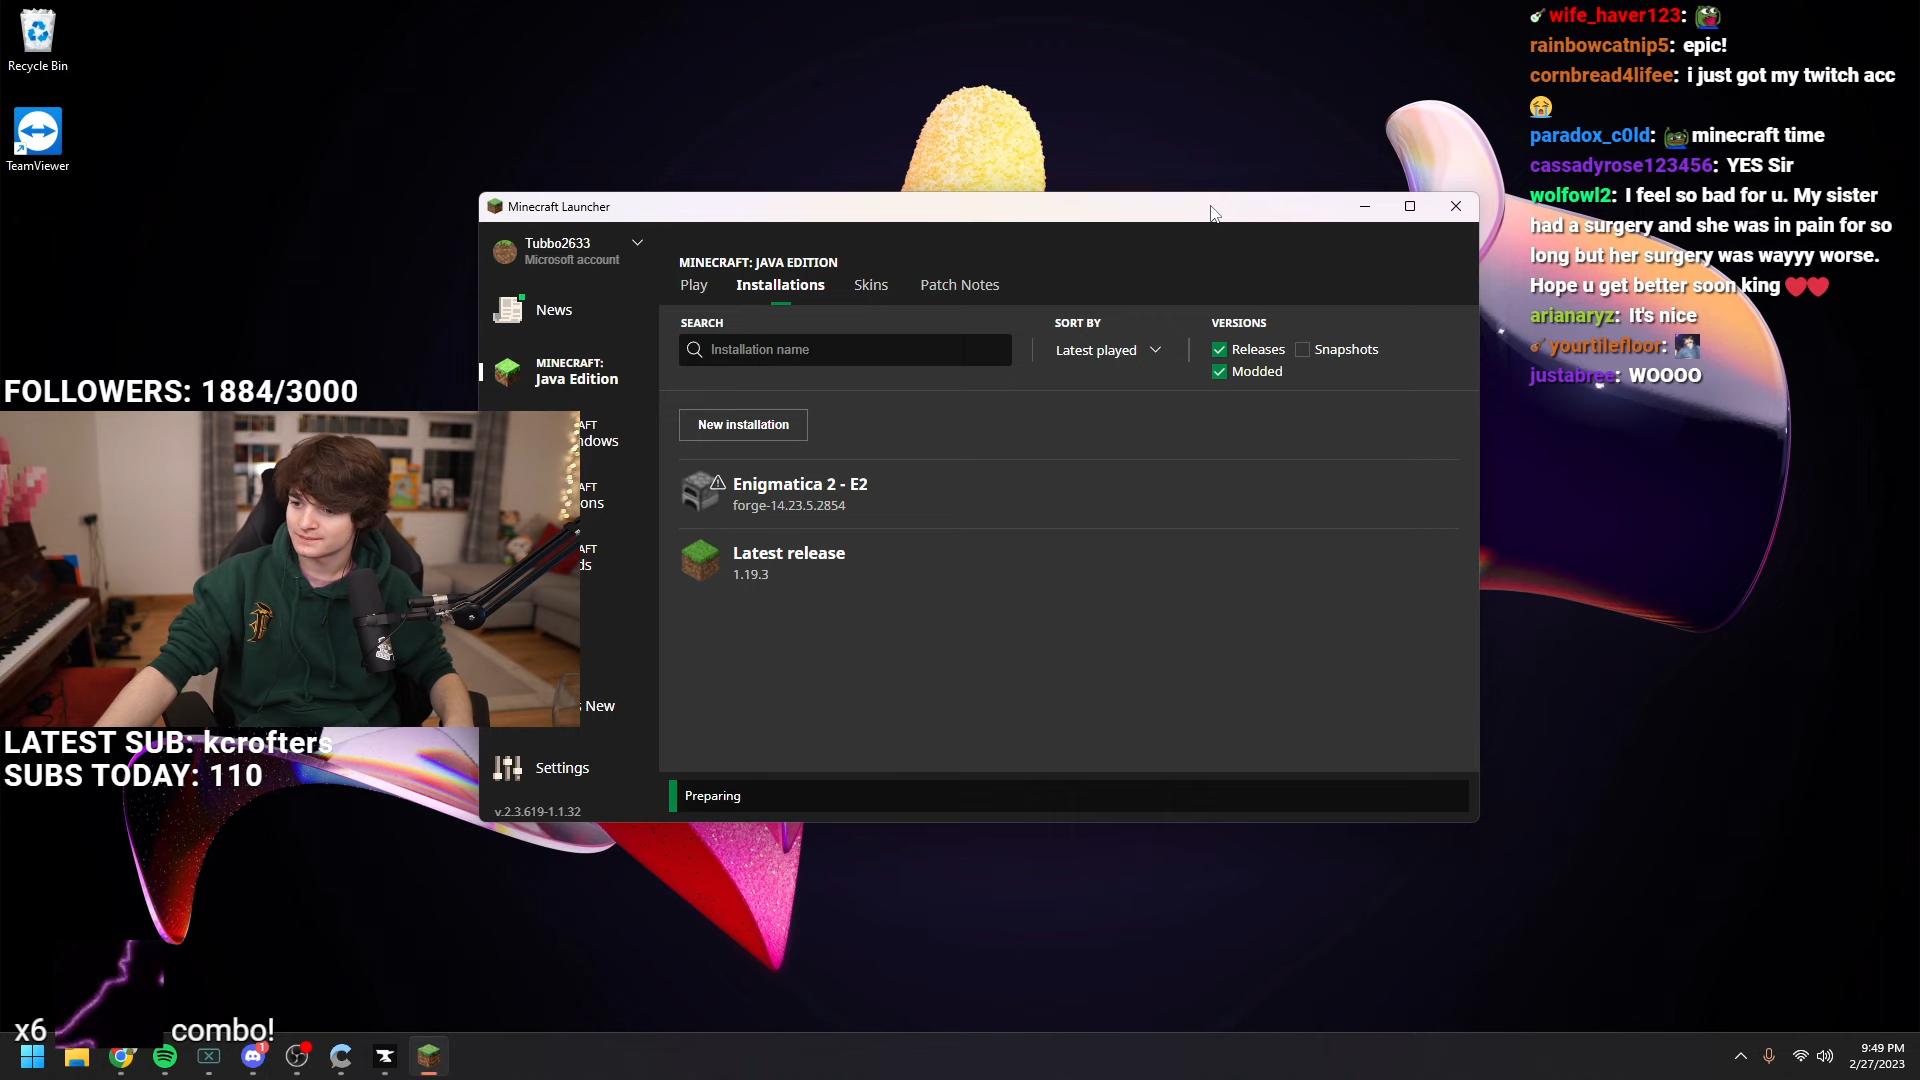 Recycle Bin
TeamViewer
FOLLOWERS: 1884/3000
LATEST SUB: kcrofters
SUBS TODAY: 110
x6 combo!
Minecraft Launcher
Tubbo2633
Microsoft account
News
MINECRAFT:
Java Edition
AFT
ndows
AFT
ons
AFT
ds
s New
Settings
v.2.3.619-1.1.32
MINECRAFT: JAVA EDITION
Play Installations Skins Patch Notes
SEARCH SORT BY VERSIONS
Installation name Latest played Releases Snapshots
Modded
New installation
Enigmatica 2 - E2
forge-14.23.5.2854
Latest release
1.19.3
Preparing
wife_haver123:
rainbowcatnip5: epic!
cornbread4lifee: i just got my twitch acc
paradox_c0ld: minecraft time
cassadyrose123456: YES Sir
wolfowl2: I feel so bad for u. My sister
had a surgery and she was in pain for so
long but her surgery was wayyy worse.
Hope u get better soon king
arianaryz: It's nice
yourtilefloor:
justabree: WOOOO
1
9:49 PM
2/27/2023